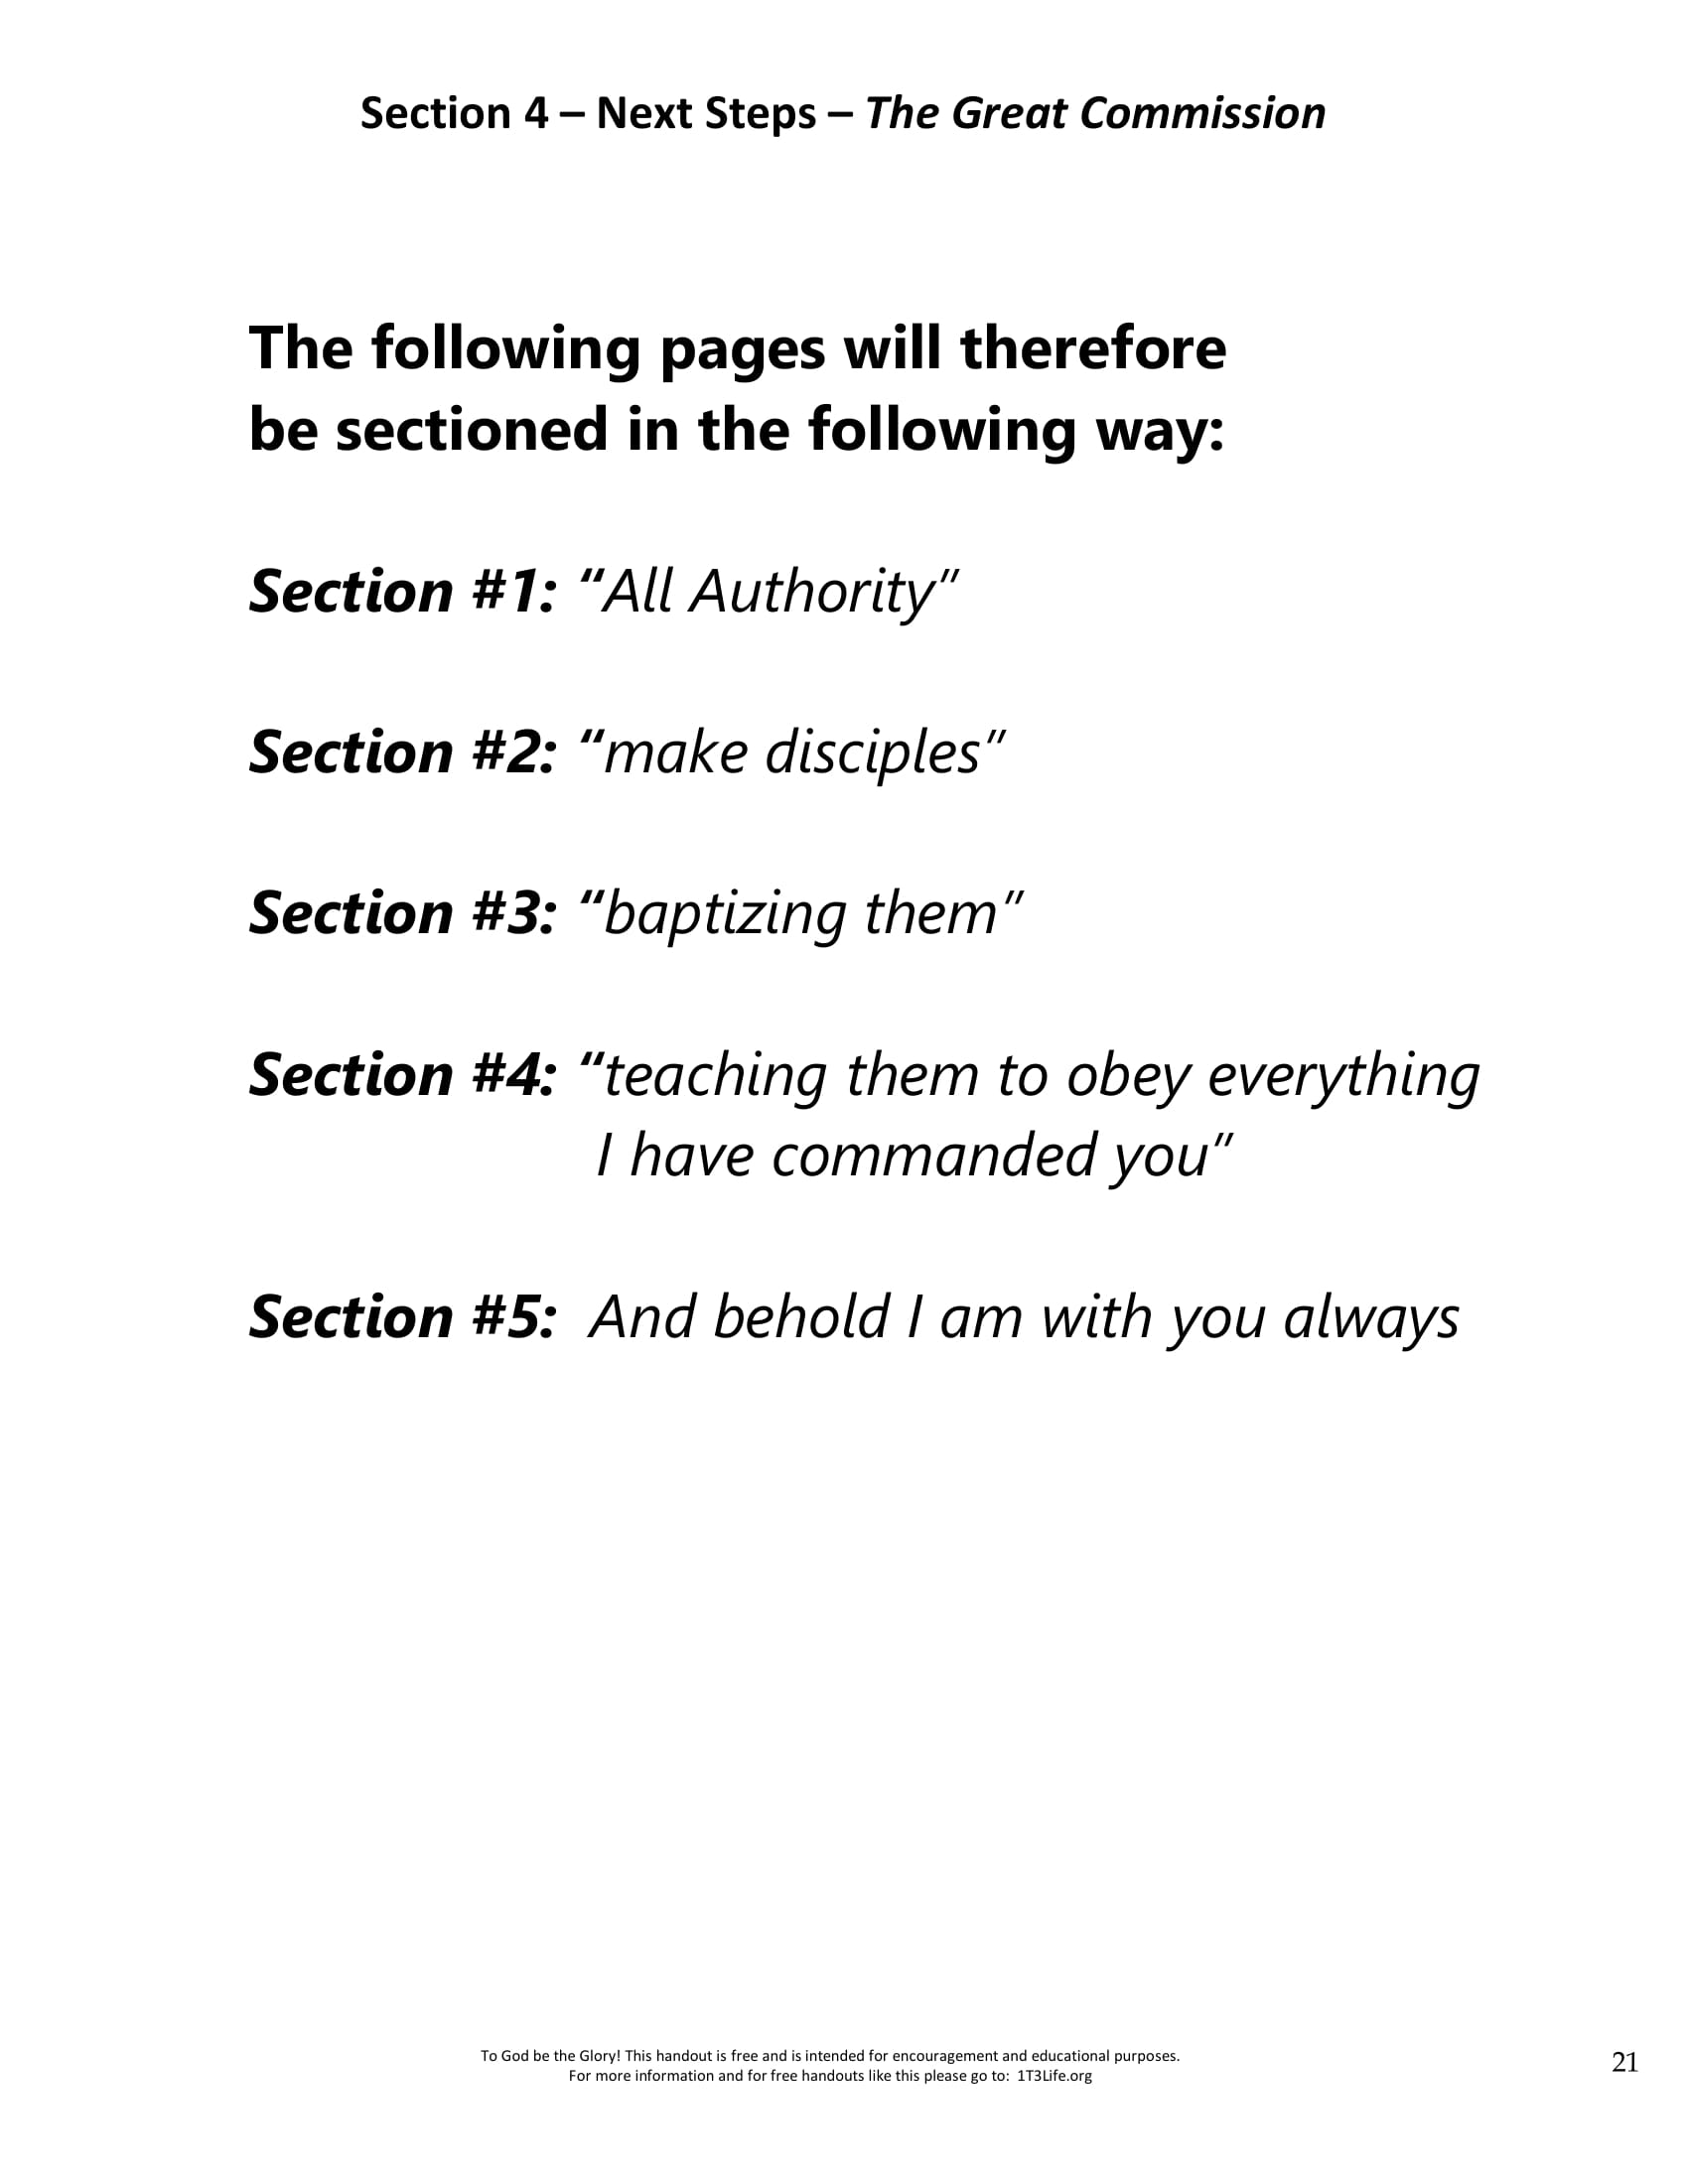 Section 4 – Next Steps – The Great Commission
The following pages will therefore
be sectioned in the following way:
Section #1: “All Authority”
Section #2: “make disciples”
Section #3: “baptizing them”
Section #4: “teaching them to obey everything
I have commanded you”
Section #5:  And behold I am with you always
To God be the Glory! This handout is free and is intended for encouragement and educational purposes.
For more information and for free handouts like this please go to:  1T3Life.org
21